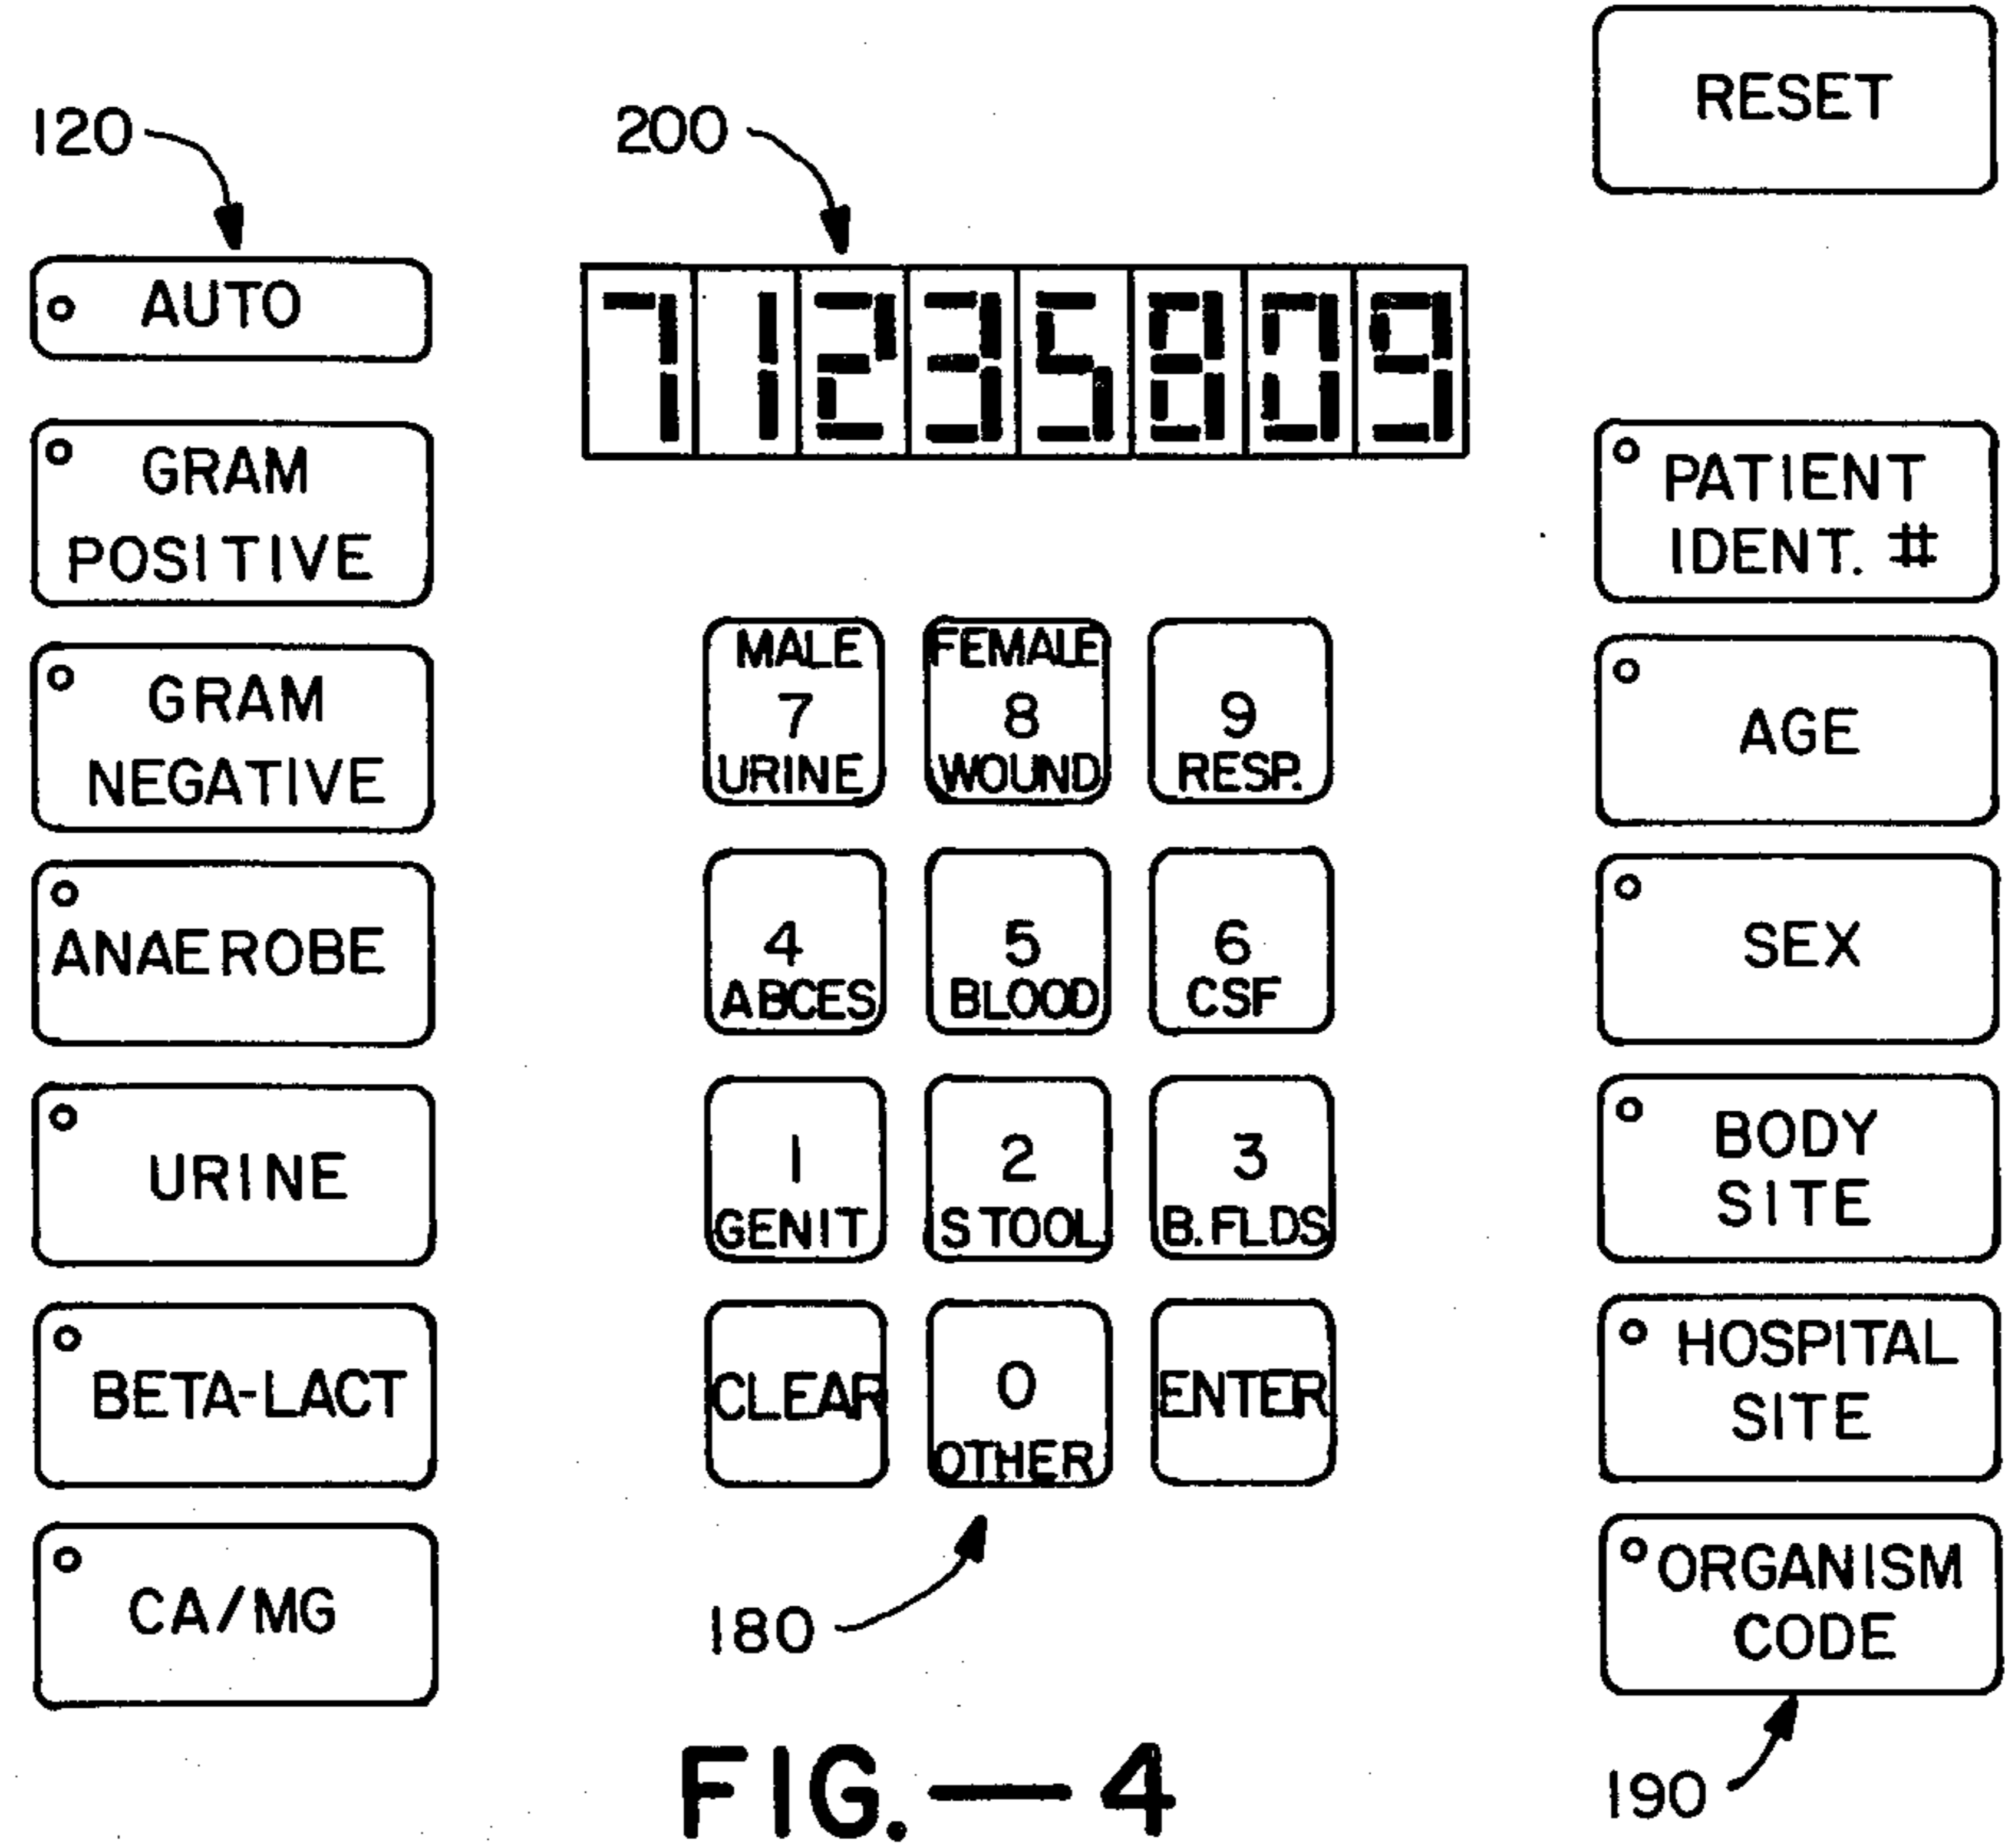 RESET
120
200
AUTO
71235809
GRAM
POSITIVE
PATIENT
IDENT. #
GRAM
NEGATIVE
MALE
7
URINE
FEMALE
8
WOUND
9
RESP.
AGE
ANAEROBE
4
ABCES
5
BLOOD
6
CSF
SEX
URINE
1
GENIT
2
STOOL
3
B.FLDS
BODY
SITE
BETA-LACT
CLEAR
0
OTHER
ENTER
HOSPITAL
SITE
CA/MG
180
ORGANISM
CODE
190
FIG.—4